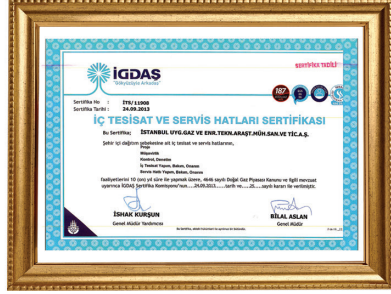 SERTİFİKA TADİLİ
İGDAŞ
"Gökyüzüyle Arkadaş"
187
Sertifika No : İTS/11908
Sertifika Tarihi : 24.09.2013
İÇ TESİSAT VE SERVİS HATLARI SERTİFİKASI
Bu Sertifika; İSTANBUL UYG.GAZ VE ENR.TEKN.ARAŞT.MÜH.SAN.VE TİC.A.Ş.
Şehir içi dağıtım şebekesine ait iç tesisat ve servis hatlarının,
Proje
Müşavirlik
Kontrol, Denetim
İç Tesisat Yapım, Bakım, Onarım
Servis Hattı Yapım, Bakım, Onarım
faaliyetlerini 10 (on) yıl süre ile yapmak üzere, 4646 sayılı Doğal Gaz Piyasası Kanunu ve ilgili mevzuat
uyarınca İGDAŞ Sertifika Komisyonu'nun....24.09.2013......tarih ve....25....sayılı kararı ile verilmiştir.
İSHAK KURŞUN
Genel Müdür Yardımcısı
BİLAL ASLAN
Genel Müdür